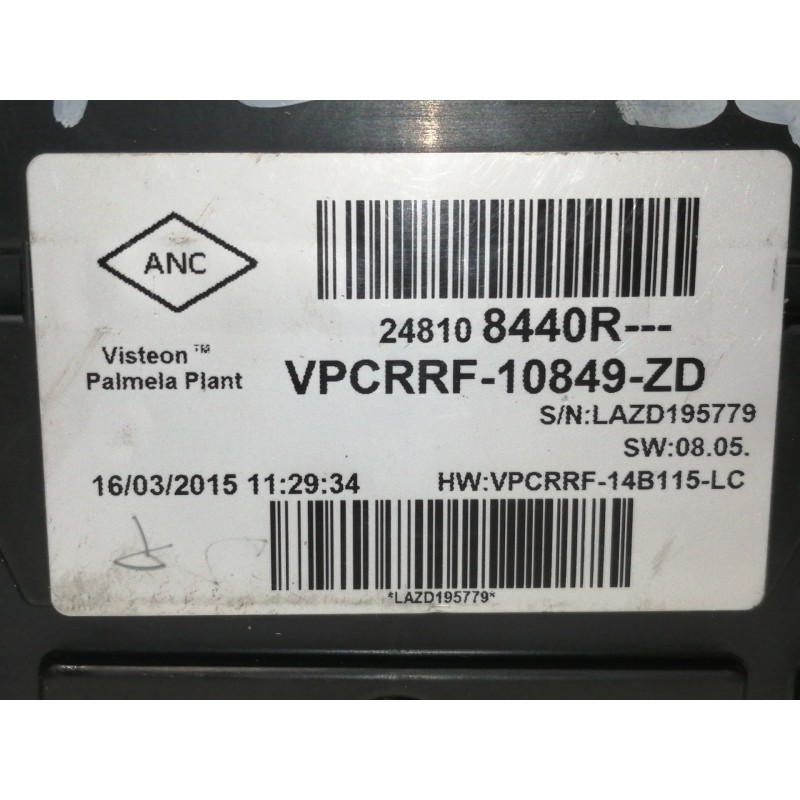 ANC
Visteon™
Palmela Plant
24810 8440R---
VPCRRF-10849-ZD
S/N:LAZD195779
SW:08.05.
16/03/2015 11:29:34
HW:VPCRRF-14B115-LC
*LAZD195779*